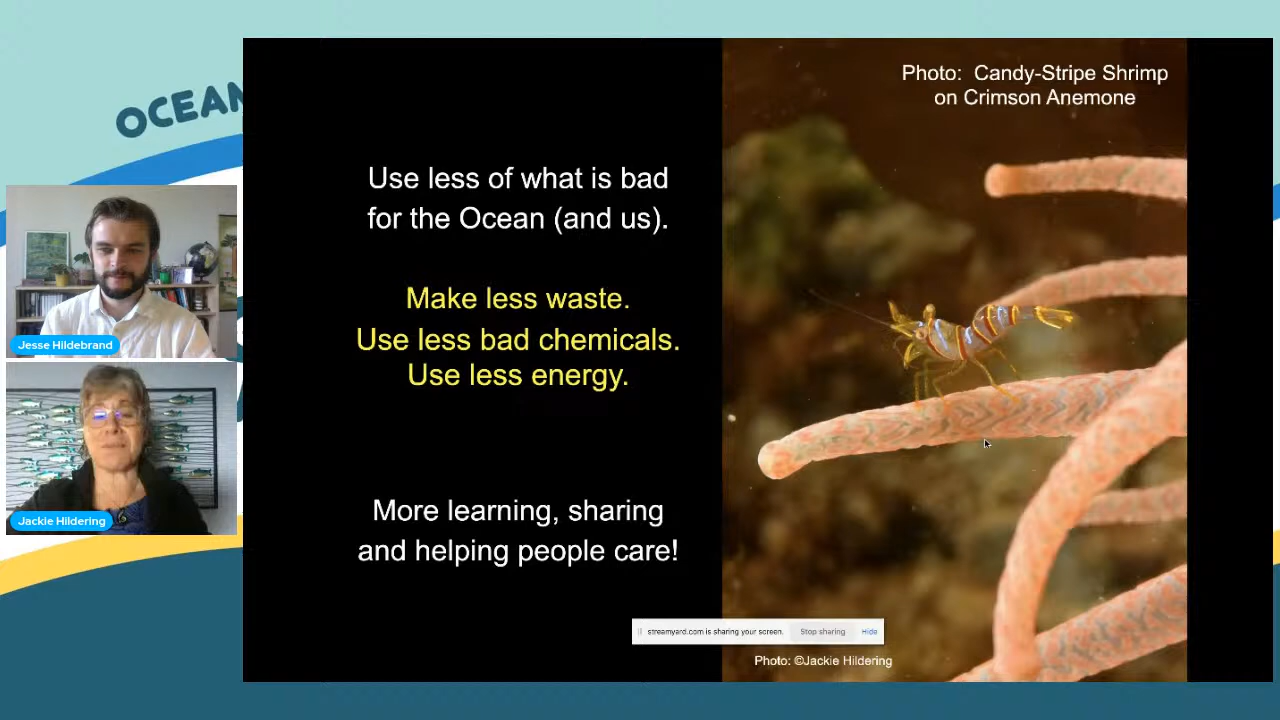 OCEAN
Jesse Hildebrand
Jackie Hildering
Photo: Candy-Stripe Shrimp
on Crimson Anemone
Use less of what is bad
for the Ocean (and us).
Make less waste.
Use less bad chemicals.
Use less energy.
More learning, sharing
and helping people care!
streamyard.com is sharing your screen.
Stop sharing
Hide
Photo: ©Jackie Hildering